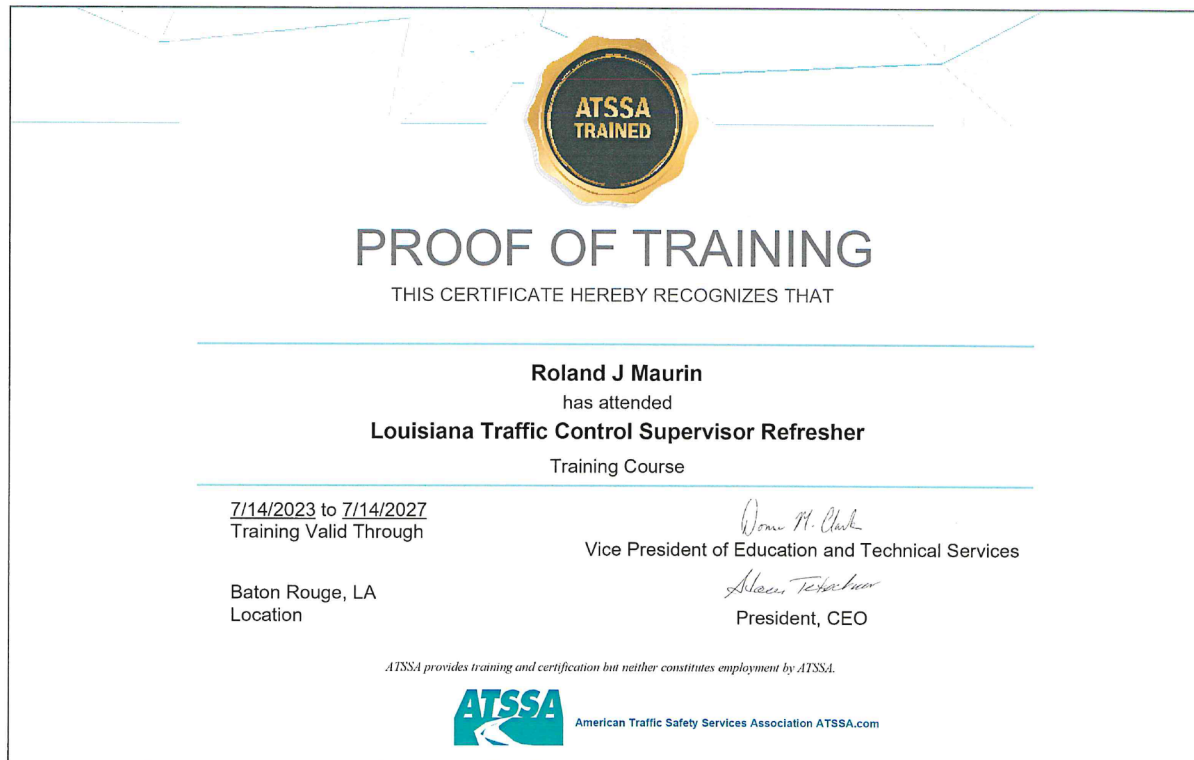 ATSSA
TRAINED
PROOF OF TRAINING
THIS CERTIFICATE HEREBY RECOGNIZES THAT
Roland J Maurin
has attended
Louisiana Traffic Control Supervisor Refresher
Training Course
7/14/2023 to 7/14/2027
Training Valid Through
Donna M. Clark
Vice President of Education and Technical Services
Baton Rouge, LA
Location
President, CEO
ATSSA provides training and certification but neither constitutes employment by ATSSA.
ATSSA
American Traffic Safety Services Association ATSSA.com